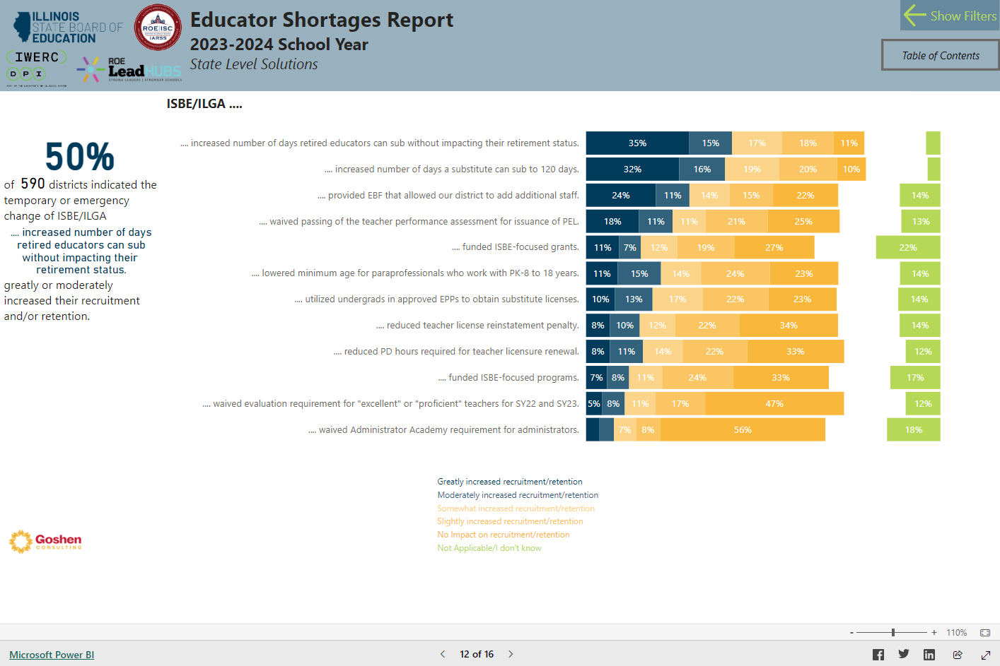 ILLINOIS
STATE BOARD OF
EDUCATION
ROE|ISC
IARSS
IWERC
DPI
ROE
LeadHUBS
STRONG LEADERS | STRONGER SCHOOLS
Educator Shortages Report
2023-2024 School Year
State Level Solutions
Show Filters
Table of Contents
ISBE/ILGA ....
50%
of 590 districts indicated the
temporary or emergency
change of ISBE/ILGA
.... increased number of days
retired educators can sub
without impacting their
retirement status.
greatly or moderately
increased their recruitment
and/or retention.
.... increased number of days retired educators can sub without impacting their retirement status. 35% 15% 17% 18% 11%
.... increased number of days a substitute can sub to 120 days. 32% 16% 19% 20% 10%
.... provided EBF that allowed our district to add additional staff. 24% 11% 14% 15% 22% 14%
.... waived passing of the teacher performance assessment for issuance of PEL. 18% 11% 11% 21% 25% 13%
.... funded ISBE-focused grants. 11% 7% 12% 19% 27% 22%
.... lowered minimum age for paraprofessionals who work with PK-8 to 18 years. 11% 15% 14% 24% 23% 14%
.... utilized undergrads in approved EPPs to obtain substitute licenses. 10% 13% 17% 22% 23% 14%
.... reduced teacher license reinstatement penalty. 8% 10% 12% 22% 34% 14%
.... reduced PD hours required for teacher licensure renewal. 8% 11% 14% 22% 33% 12%
.... funded ISBE-focused programs. 7% 8% 11% 24% 33% 17%
.... waived evaluation requirement for "excellent" or "proficient" teachers for SY22 and SY23. 5% 8% 11% 17% 47% 12%
.... waived Administrator Academy requirement for administrators. 7% 8% 56% 18%
Greatly increased recruitment/retention
Moderately increased recruitment/retention
Somewhat increased recruitment/retention
Slightly increased recruitment/retention
No Impact on recruitment/retention
Not Applicable/I don't know
Goshen
CONSULTING
- + 110%
Microsoft Power BI
< 12 of 16 >